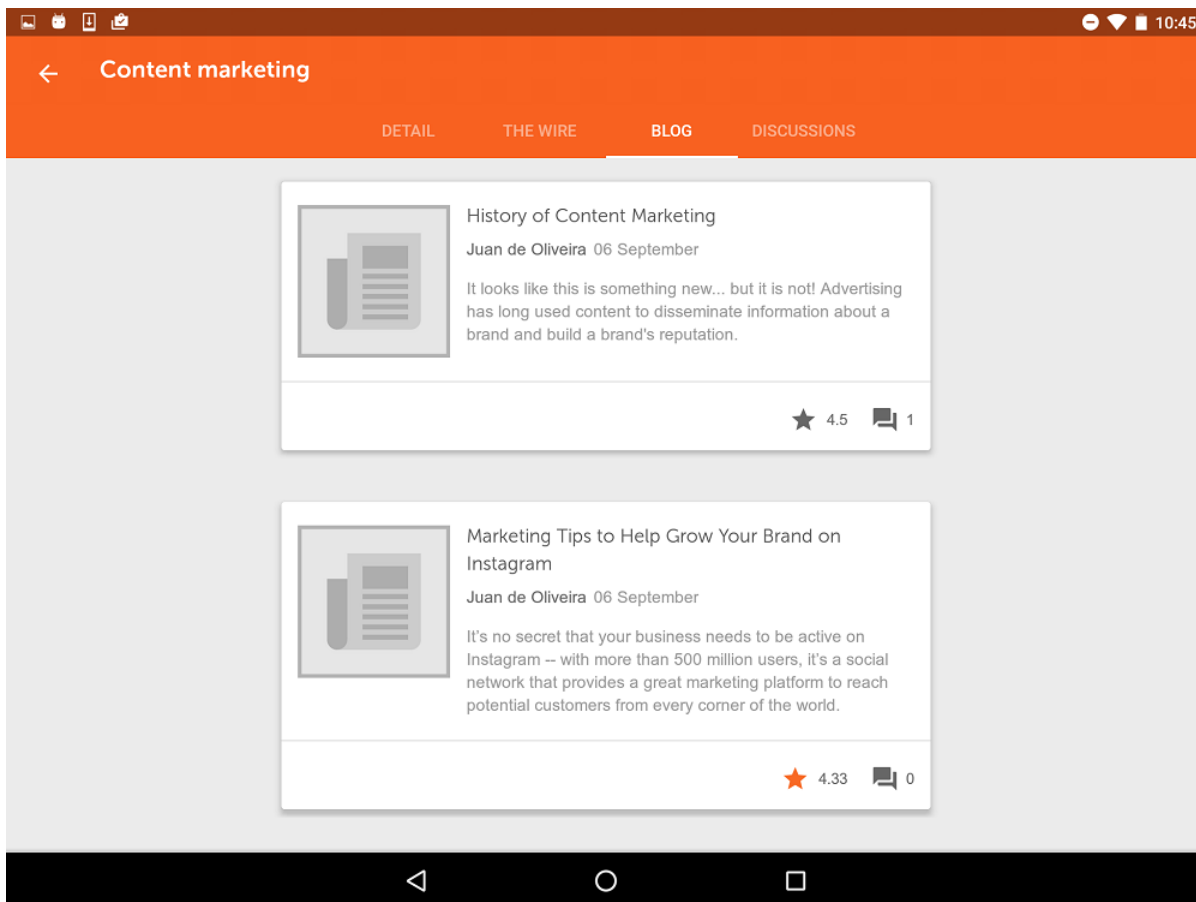 10:45
Content marketing
DETAIL THE WIRE BLOG DISCUSSIONS
History of Content Marketing
Juan de Oliveira 06 September
It looks like this is something new... but it is not! Advertising
has long used content to disseminate information about a
brand and build a brand's reputation.
4.5 1
Marketing Tips to Help Grow Your Brand on
Instagram
Juan de Oliveira 06 September
It's no secret that your business needs to be active on
Instagram -- with more than 500 million users, it's a social
network that provides a great marketing platform to reach
potential customers from every corner of the world.
4.33 0